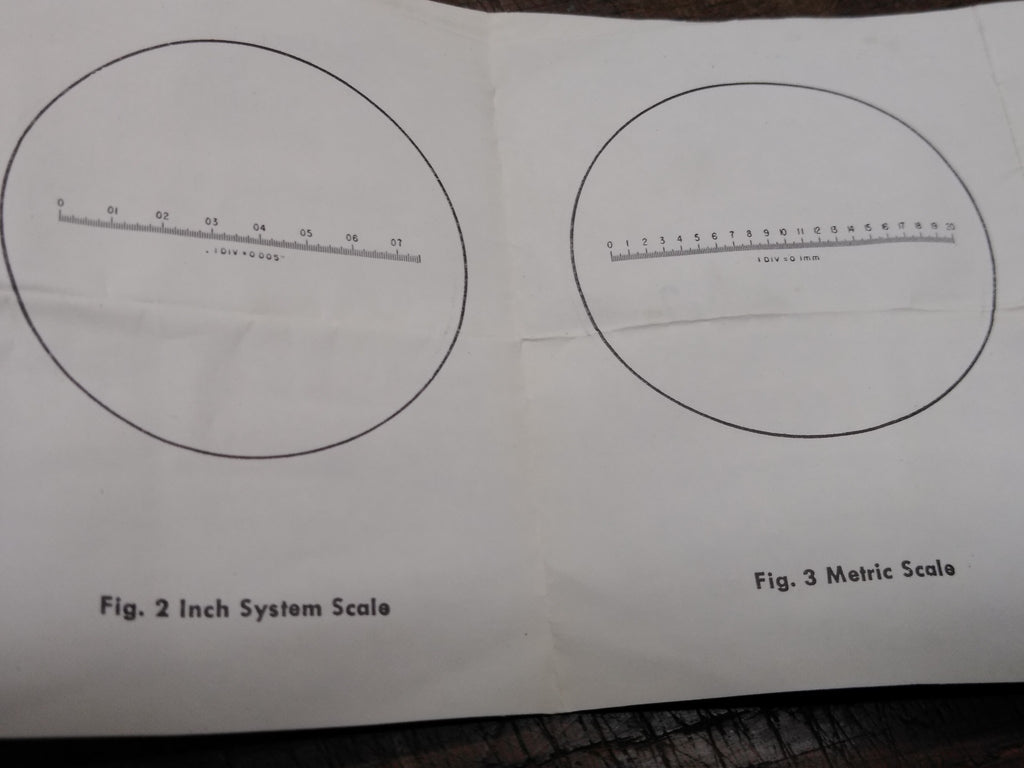 0 01 02 03 04 05 06 07
1 DIV = 0.005"
Fig. 2 Inch System Scale
0 1 2 3 4 5 6 7 8 9 10 11 12 13 14 15 16 17 18 19 20
1 DIV = 0.1mm
Fig. 3 Metric Scale